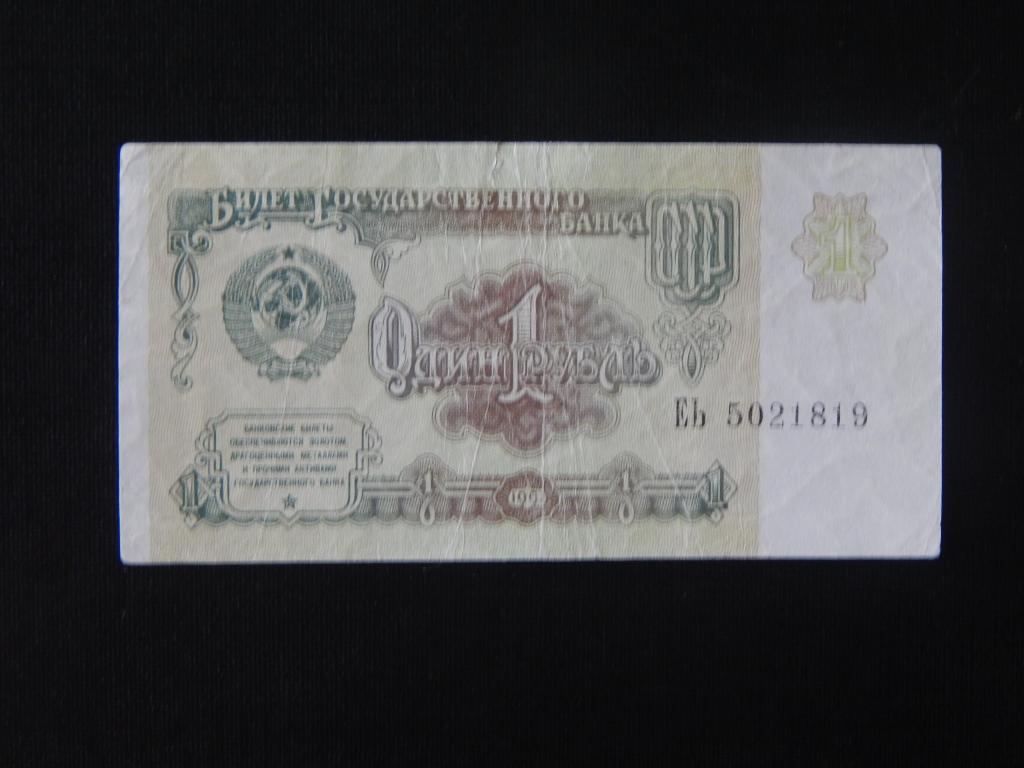 Билет Государственного
Банка
СССР
1
Один рубль
1
ЕЬ 5021819
БАНКОВСКИЕ БИЛЕТЫ
ОБЕСПЕЧИВАЮТСЯ ЗОЛОТОМ,
ДРАГОЦЕННЫМИ МЕТАЛЛАМИ
И ПРОЧИМИ АКТИВАМИ
ГОСУДАРСТВЕННОГО БАНКА
1 1 1991 1 1